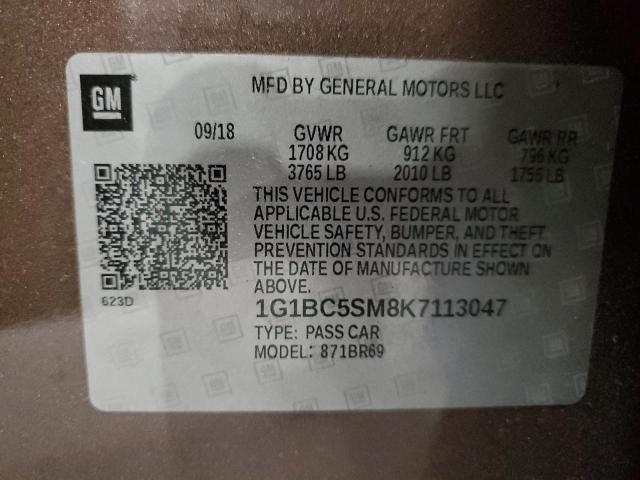 GM
MFD BY GENERAL MOTORS LLC
09/18 GVWR GAWR FRT GAWR RR
1708 KG 912 KG 796 KG
3765 LB 2010 LB 1755 LB
THIS VEHICLE CONFORMS TO ALL
APPLICABLE U.S. FEDERAL MOTOR
VEHICLE SAFETY, BUMPER, AND THEFT
PREVENTION STANDARDS IN EFFECT ON
THE DATE OF MANUFACTURE SHOWN
ABOVE.
623D
1G1BC5SM8K7113047
TYPE: PASS CAR
MODEL: 871BR69